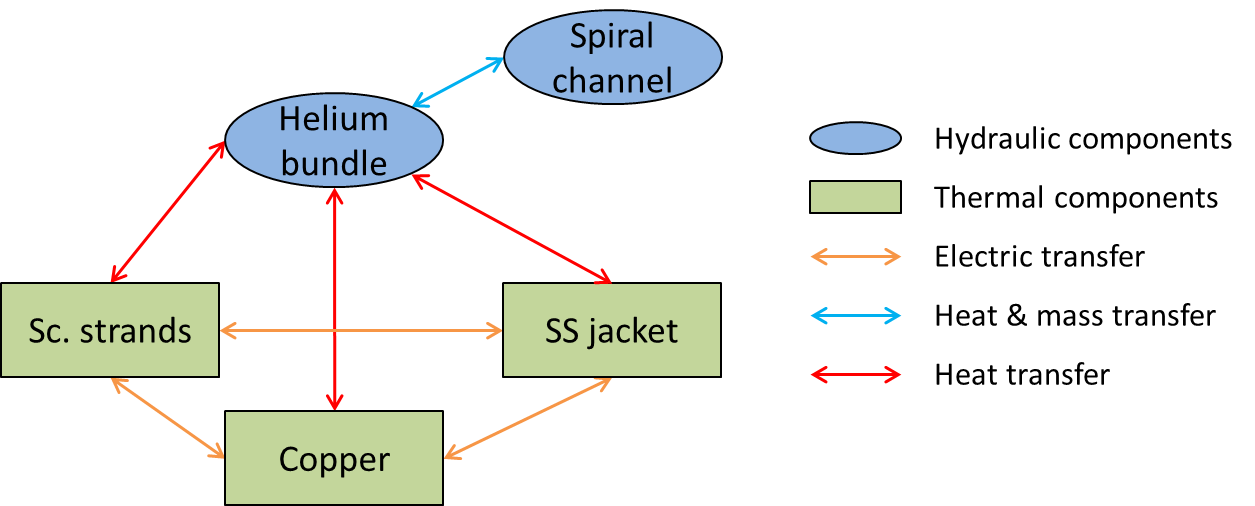 Spiral
channel
Helium
bundle
Sc. strands
SS jacket
Copper
Hydraulic components
Thermal components
Electric transfer
Heat & mass transfer
Heat transfer